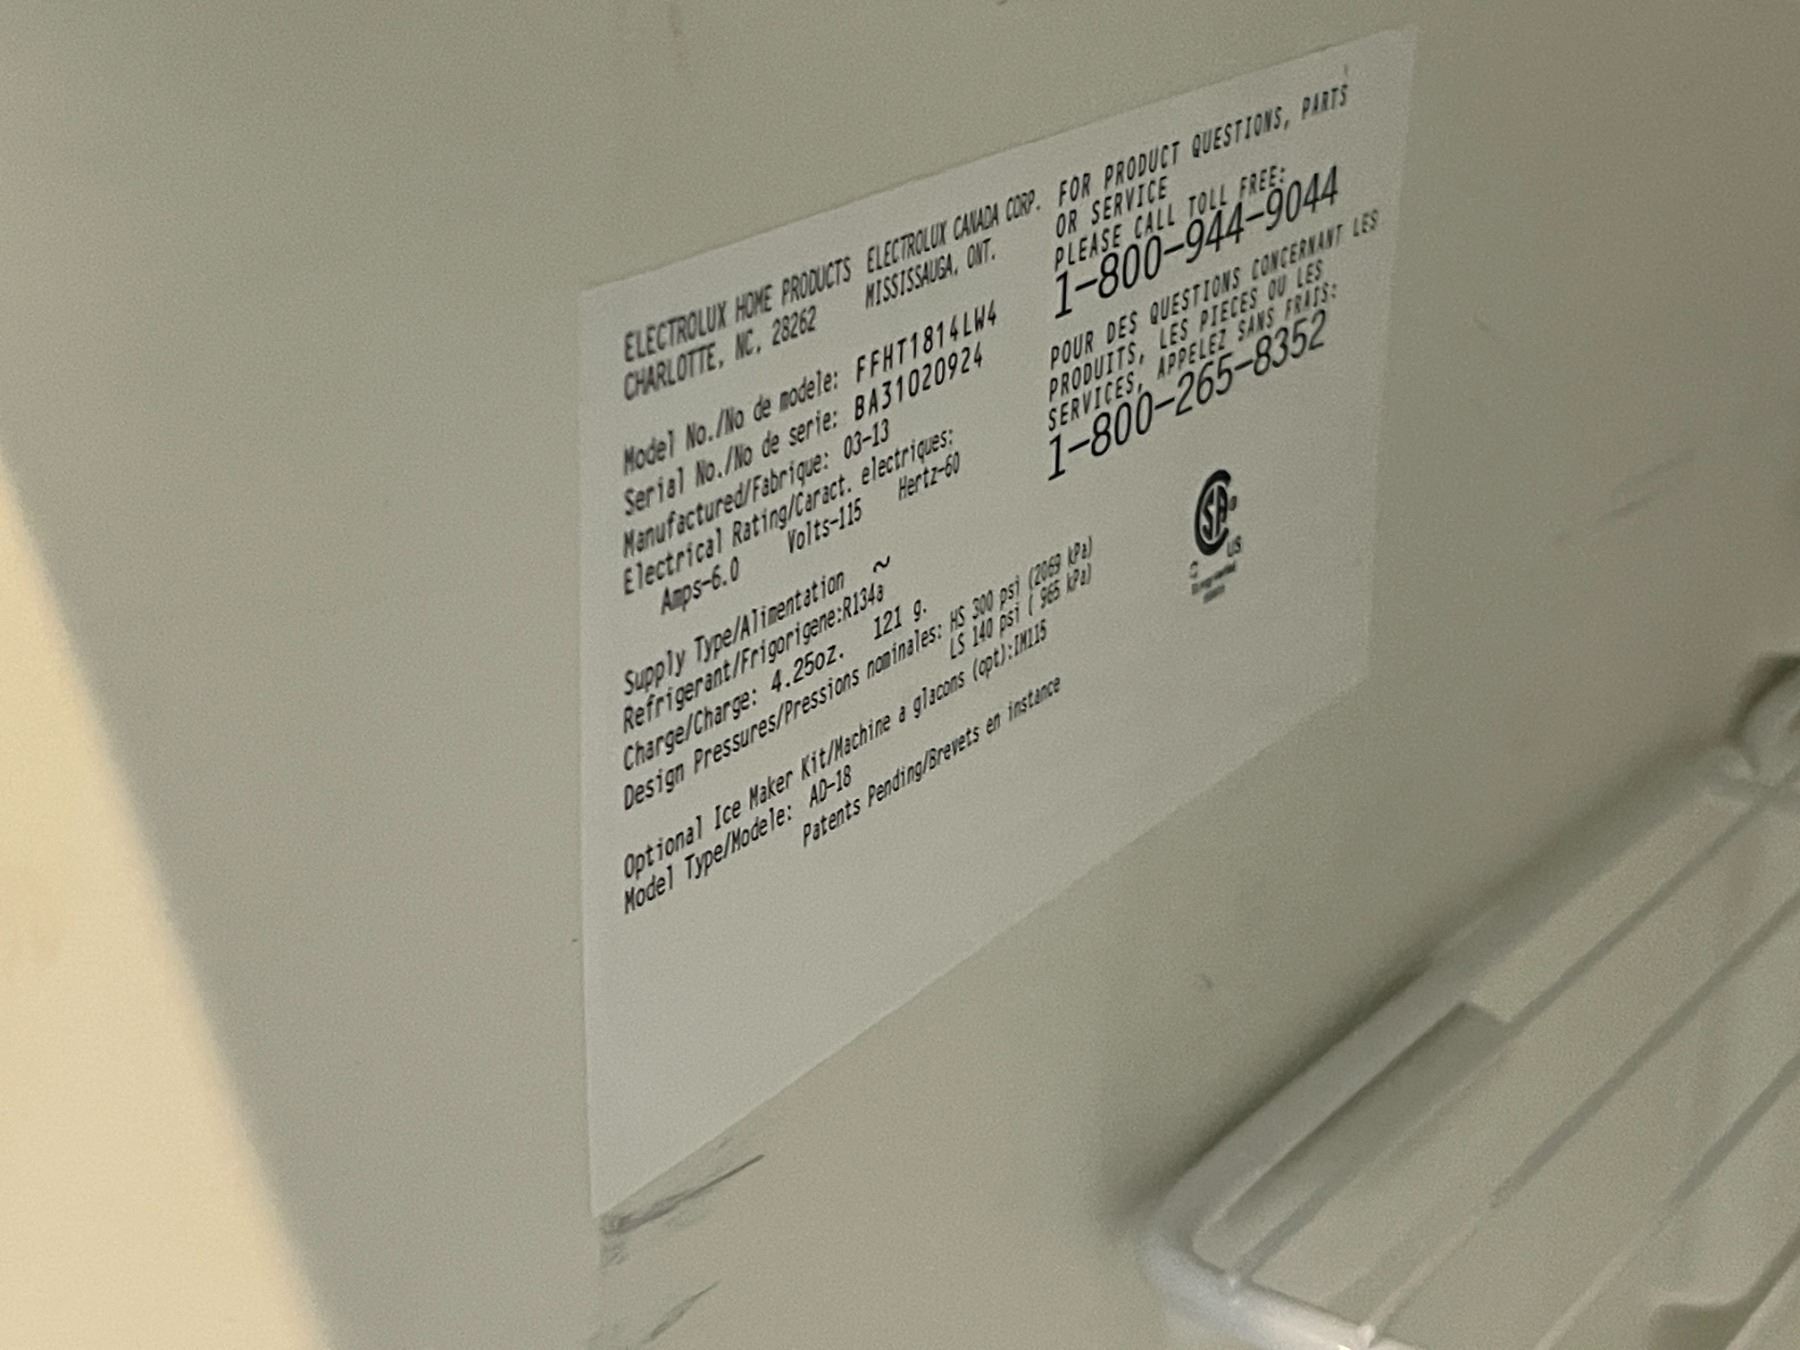 ELECTROLUX HOME PRODUCTS
CHARLOTTE, NC, 28262
ELECTROLUX CANADA CORP.
MISSISSAUGA, ONT.
Model No./No de modele: FFHT1814LW4
Serial No./No de serie: BA31020924
Manufactured/Fabrique: 03-13
Electrical Rating/Caract. electriques:
Amps-6.0 Volts-115 Hertz-60
Supply Type/Alimentation ~
Refrigerant/Frigorigene:R134a
Charge/Charge: 4.25oz. 121 g.
Design Pressures/Pressions nominales: HS 300 psi (2069 kPa)
LS 140 psi ( 965 kPa)
Optional Ice Maker Kit/Machine a glacons (opt):IM115
Model Type/Modele: AD-18
Patents Pending/Brevets en instance
FOR PRODUCT QUESTIONS, PARTS
OR SERVICE
PLEASE CALL TOLL FREE:
1-800-944-9044
POUR DES QUESTIONS CONCERNANT LES
PRODUITS, LES PIECES OU LES
SERVICES, APPELEZ SANS FRAIS:
1-800-265-8352
SA®
US